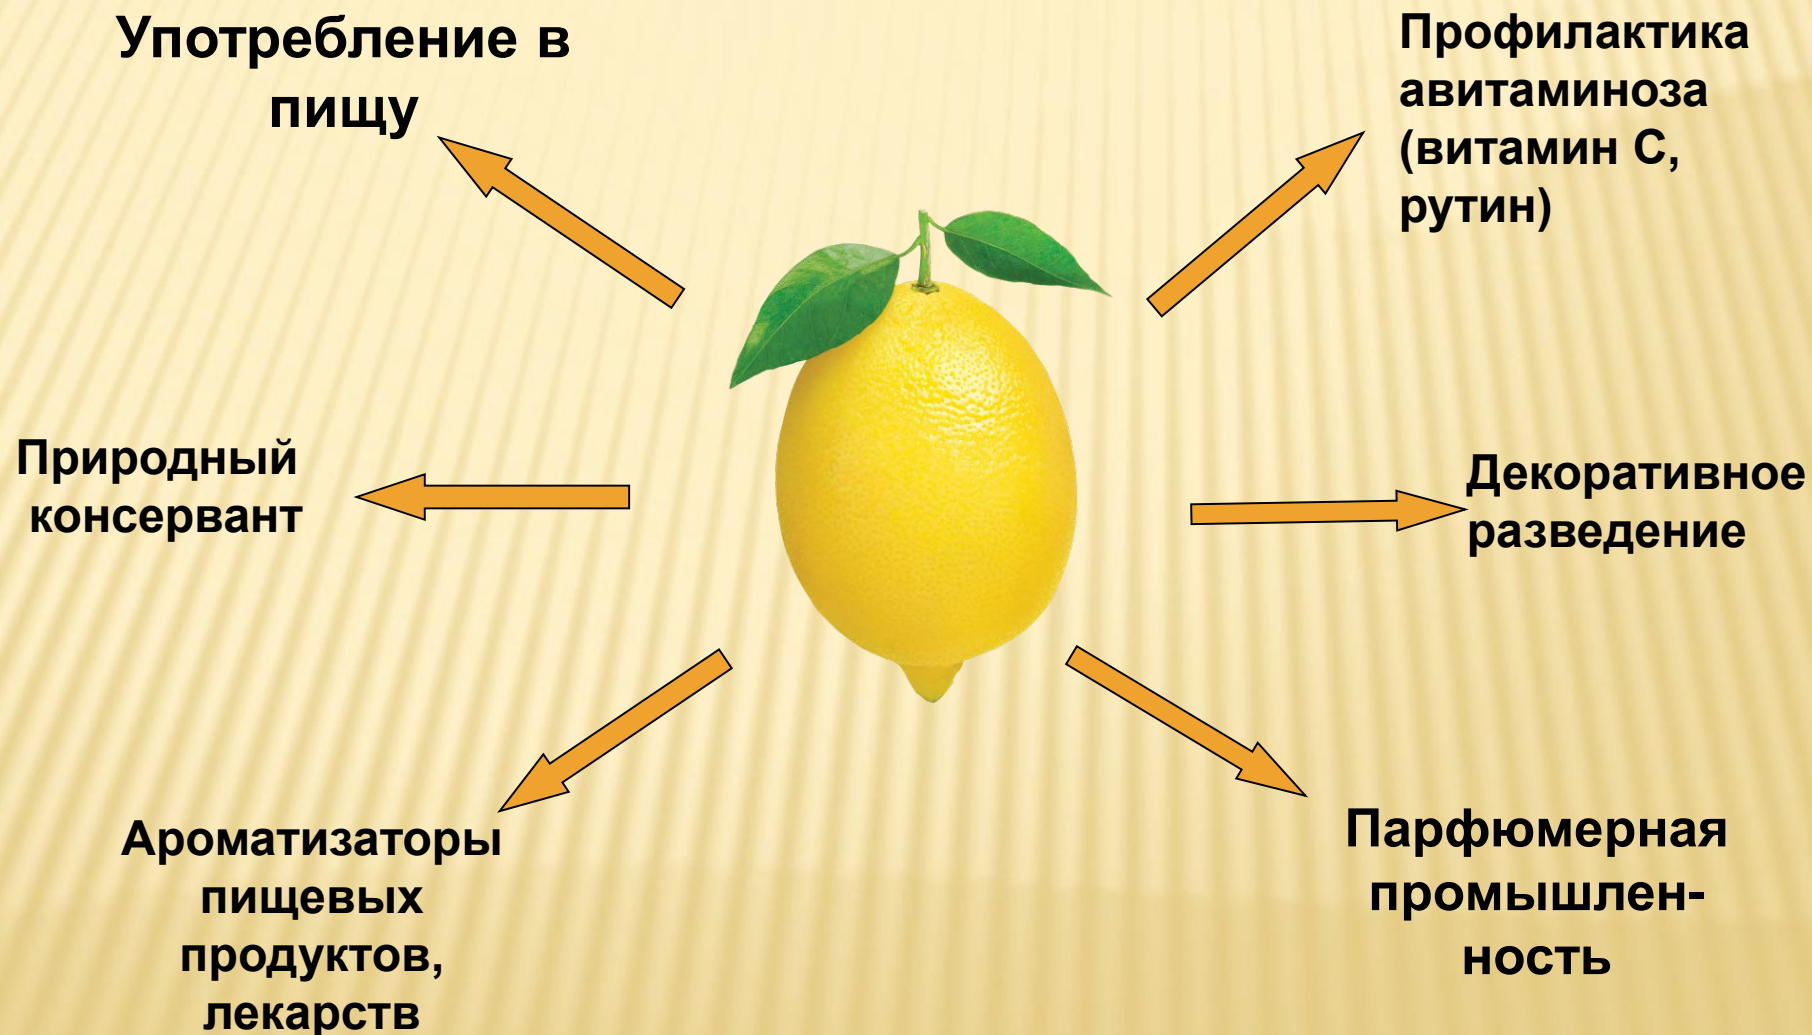 Употребление в
пищу
Профилактика
авитаминоза
(витамин С,
рутин)
Природный
консервант
Декоративное
разведение
Ароматизаторы
пищевых
продуктов,
лекарств
Парфюмерная
промышлен-
ность